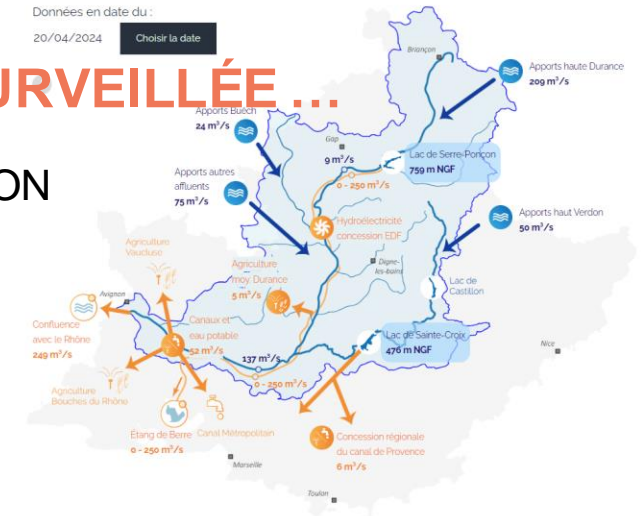 Données en date du :
20/04/2024
Choisir la date
URVEILLÉE ...
ON
Briançon
Apports haute Durance
209 m³/s
Apports Buëch
24 m³/s
Gap
9 m³/s
Lac de Serre-Ponçon
759 m NGF
0 - 250 m³/s
Apports autres
affluents
75 m³/s
Hydroélectricité
concession EDF
Apports haut Verdon
50 m³/s
Agriculture
Vaucluse
Agriculture
moy. Durance
5 m³/s
Digne-
les-bains
Lac de
Castillon
Avignon
Confluence
avec le Rhône
249 m³/s
Canaux et
eau potable
52 m³/s
137 m³/s
0 - 250 m³/s
Lac de Sainte-Croix
476 m NGF
Nice
Agriculture
Bouches du Rhône
Étang de Berre
0 - 250 m³/s
Canal Métropolitain
Concession régionale
du canal de Provence
6 m³/s
Marseille
Toulon